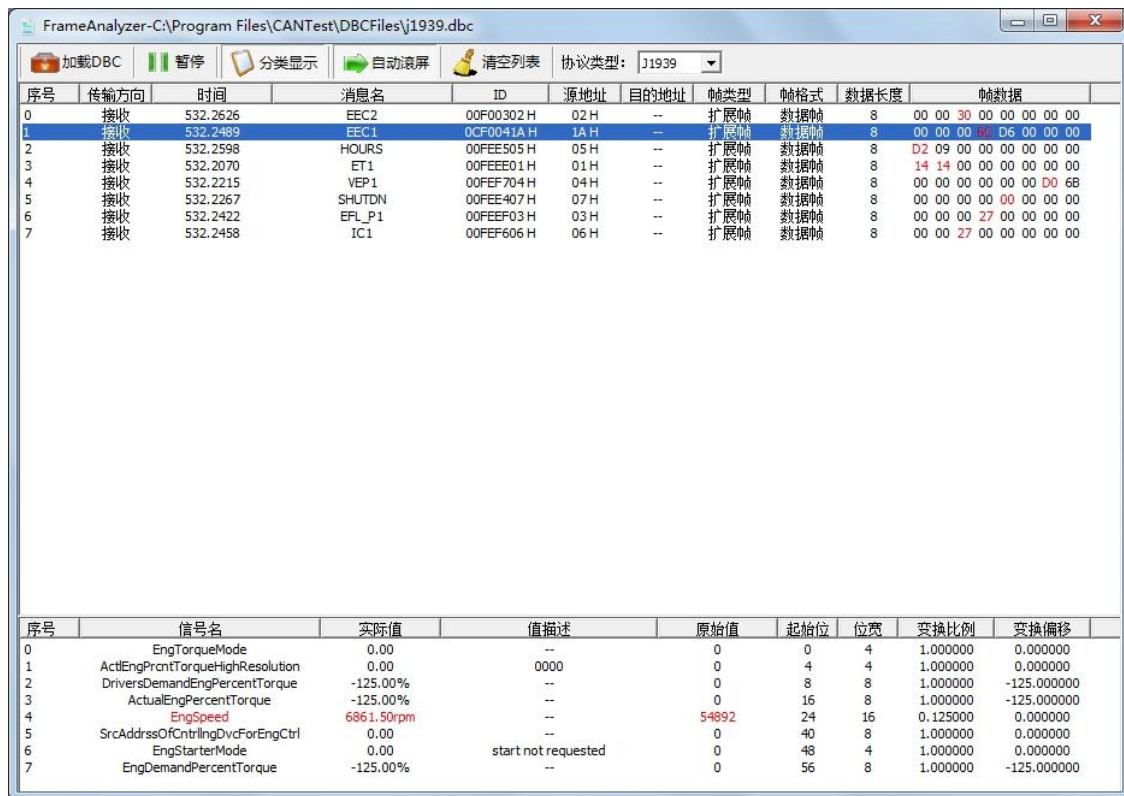 FrameAnalyzer-C:\Program Files\CANTest\DBCFiles\j1939.dbc
加载DBC 暂停 分类显示 自动滚屏 清空列表 协议类型: J1939
序号 传输方向 时间 消息名 ID 源地址 目的地址 帧类型 帧格式 数据长度 帧数据
0 接收 532.2626 EEC2 00F00302 H 02 H -- 扩展帧 数据帧 8 00 00 30 00 00 00 00 00
1 接收 532.2489 EEC1 0CF0041A H 1A H -- 扩展帧 数据帧 8 00 00 00 6C D6 00 00 00
2 接收 532.2598 HOURS 00FEE505 H 05 H -- 扩展帧 数据帧 8 D2 09 00 00 00 00 00 00
3 接收 532.2070 ET1 00FEEE01 H 01 H -- 扩展帧 数据帧 8 14 14 00 00 00 00 00 00
4 接收 532.2215 VEP1 00FEF704 H 04 H -- 扩展帧 数据帧 8 00 00 00 00 00 00 D0 6B
5 接收 532.2267 SHUTDN 00FEE407 H 07 H -- 扩展帧 数据帧 8 00 00 00 00 00 00 00 00
6 接收 532.2422 EFL_P1 00FEEF03 H 03 H -- 扩展帧 数据帧 8 00 00 00 27 00 00 00 00
7 接收 532.2458 IC1 00FEF606 H 06 H -- 扩展帧 数据帧 8 00 00 27 00 00 00 00 00
序号 信号名 实际值 值描述 原始值 起始位 位宽 变换比例 变换偏移
0 EngTorqueMode 0.00 -- 0 0 4 1.000000 0.000000
1 ActlEngPrcntTorqueHighResolution 0.00 0000 0 4 4 1.000000 0.000000
2 DriversDemandEngPercentTorque -125.00% -- 0 8 8 1.000000 -125.000000
3 ActualEngPercentTorque -125.00% -- 0 16 8 1.000000 -125.000000
4 EngSpeed 6861.50rpm -- 54892 24 16 0.125000 0.000000
5 SrcAddrssOfCntrllngDvcForEngCtrl 0.00 -- 0 40 8 1.000000 0.000000
6 EngStarterMode 0.00 start not requested 0 48 4 1.000000 0.000000
7 EngDemandPercentTorque -125.00% -- 0 56 8 1.000000 -125.000000